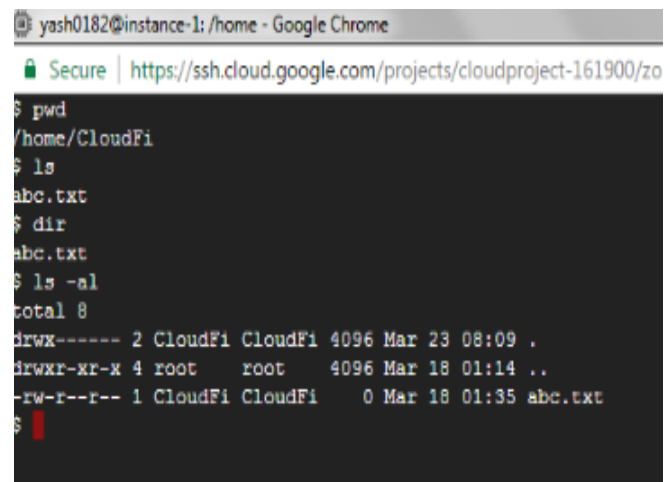 yash0182@instance-1: /home - Google Chrome
Secure | https://ssh.cloud.google.com/projects/cloudproject-161900/zo
$ pwd
/home/CloudFi
$ ls
abc.txt
$ dir
abc.txt
$ ls -al
total 8
drwx------ 2 CloudFi CloudFi 4096 Mar 23 08:09 .
drwxr-xr-x 4 root root 4096 Mar 18 01:14 ..
-rw-r--r-- 1 CloudFi CloudFi 0 Mar 18 01:35 abc.txt
$